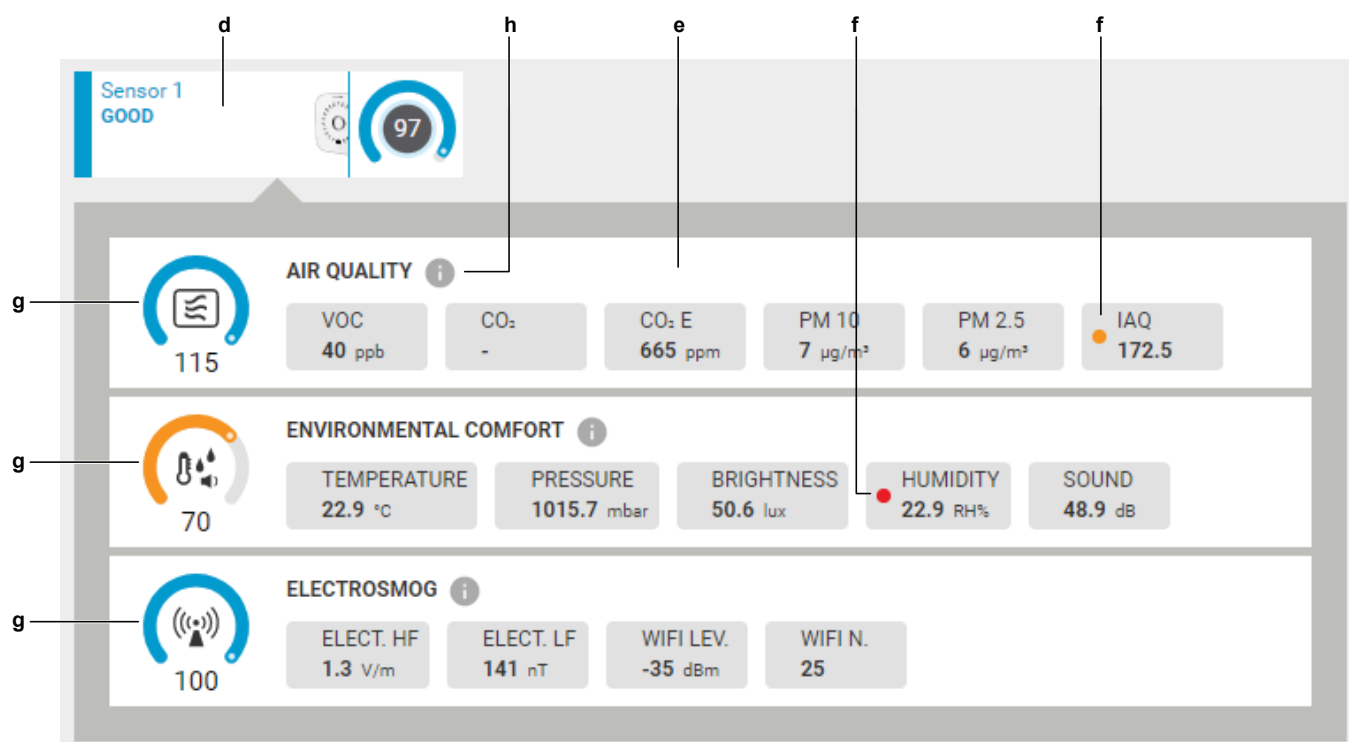 d h e f f
Sensor 1
GOOD
97
AIR QUALITY i
g
115
VOC CO₂ CO₂ E PM 10 PM 2.5 IAQ
40 ppb - 665 ppm 7 µg/m³ 6 µg/m³ 172.5
ENVIRONMENTAL COMFORT i
g
70
TEMPERATURE PRESSURE BRIGHTNESS f HUMIDITY SOUND
22.9 °C 1015.7 mbar 50.6 lux 22.9 RH% 48.9 dB
ELECTROSMOG i
g
100
ELECT. HF ELECT. LF WIFI LEV. WIFI N.
1.3 V/m 141 nT -35 dBm 25